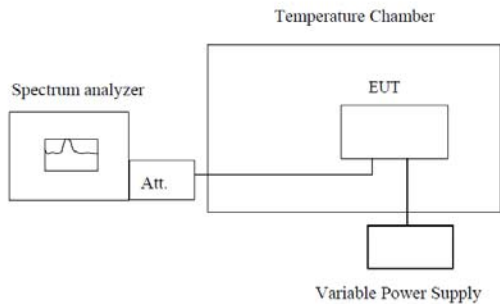 Temperature Chamber
Spectrum analyzer
EUT
Att.
Variable Power Supply